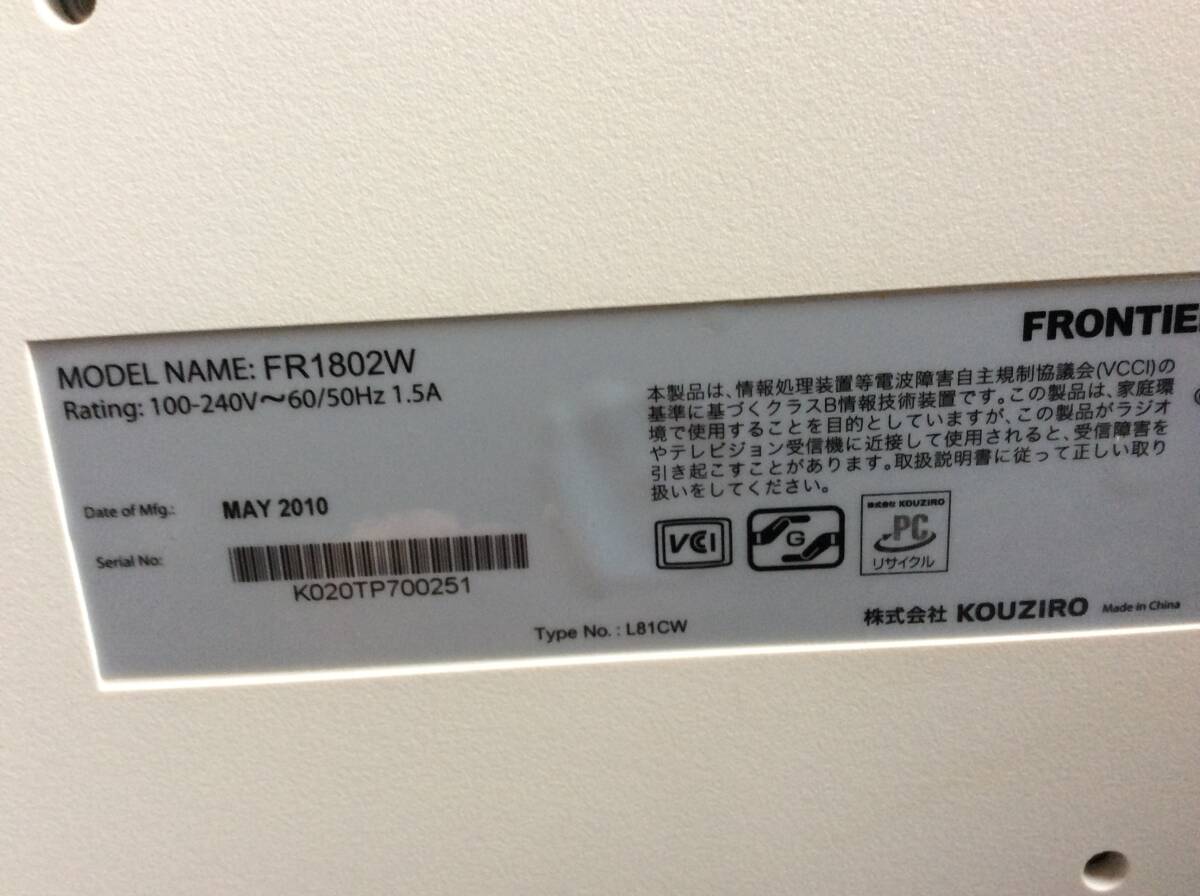 FRONTIE
MODEL NAME: FR1802W
Rating: 100-240V～60/50Hz 1.5A
本製品は、情報処理装置等電波障害自主規制協議会(VCCI)の
基準に基づくクラスB情報技術装置です。この製品は、家庭環
境で使用することを目的としていますが、この製品がラジオ
やテレビジョン受信機に近接して使用されると、受信障害を
引き起こすことがあります。取扱説明書に従って正しい取り
扱いをしてください。
Date of Mfg.: MAY 2010
Serial No:
K020TP700251
VCI
G
株式会社 KOUZIRO
PC
リサイクル
Type No. : L81CW
株式会社 KOUZIRO Made in China